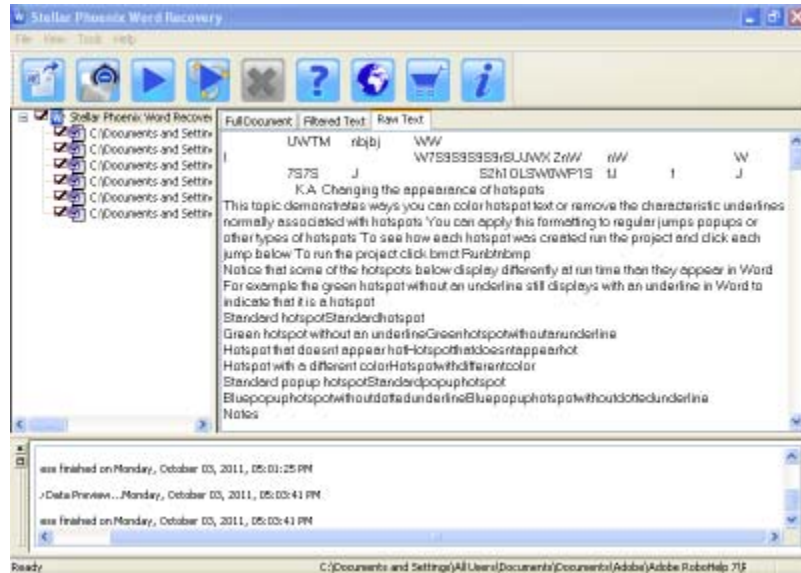 Stellar Phoenix Word Recovery
File View Tools Help
Stellar Phoenix Word Recover
C:\Documents and Settin
C:\Documents and Settin
C:\Documents and Settin
C:\Documents and Settin
C:\Documents and Settin
C:\Documents and Settin
Full Document Filtered Text Raw Text
UWTM nbjbj WW
nW W
7S7S J 1 J
K.A Changing the appearance of hotspots
This topic demonstrates ways you can color hotspot text or remove the characteristic underlines
normally associated with hotspots You can apply this formatting to regular jumps popups or
other types of hotspots To see how each hotspot was created run the project and click each
jump below To run the project click bmct Runbtnbmp
Notice that some of the hotspots below display differently at run time than they appear in Word
For example the green hotspot without an underline still displays with an underline in Word to
indicate that it is a hotspot
Standard hotspotStandardhotspot
Green hotspot without an underlineGreenhotspotwithoutanunderline
Hotspot that doesnt appear hotHotspotthatdoesntappearhot
Hotspot with a different colorHotspotwithdifferentcolor
Standard popup hotspotStandardpopuphotspot
BluepopuphotspotwithoutdottedunderlineBluepopuphotspotwithoutdottedunderline
Notes
ess finished on Monday, October 03, 2011, 05:01:25 PM
Data Preview...Monday, October 03, 2011, 05:03:41 PM
ess finished on Monday, October 03, 2011, 05:03:41 PM
Ready C:\Documents and Settings\All Users\Documents\Documents\Adobe\Adobe RoboHelp 7\F